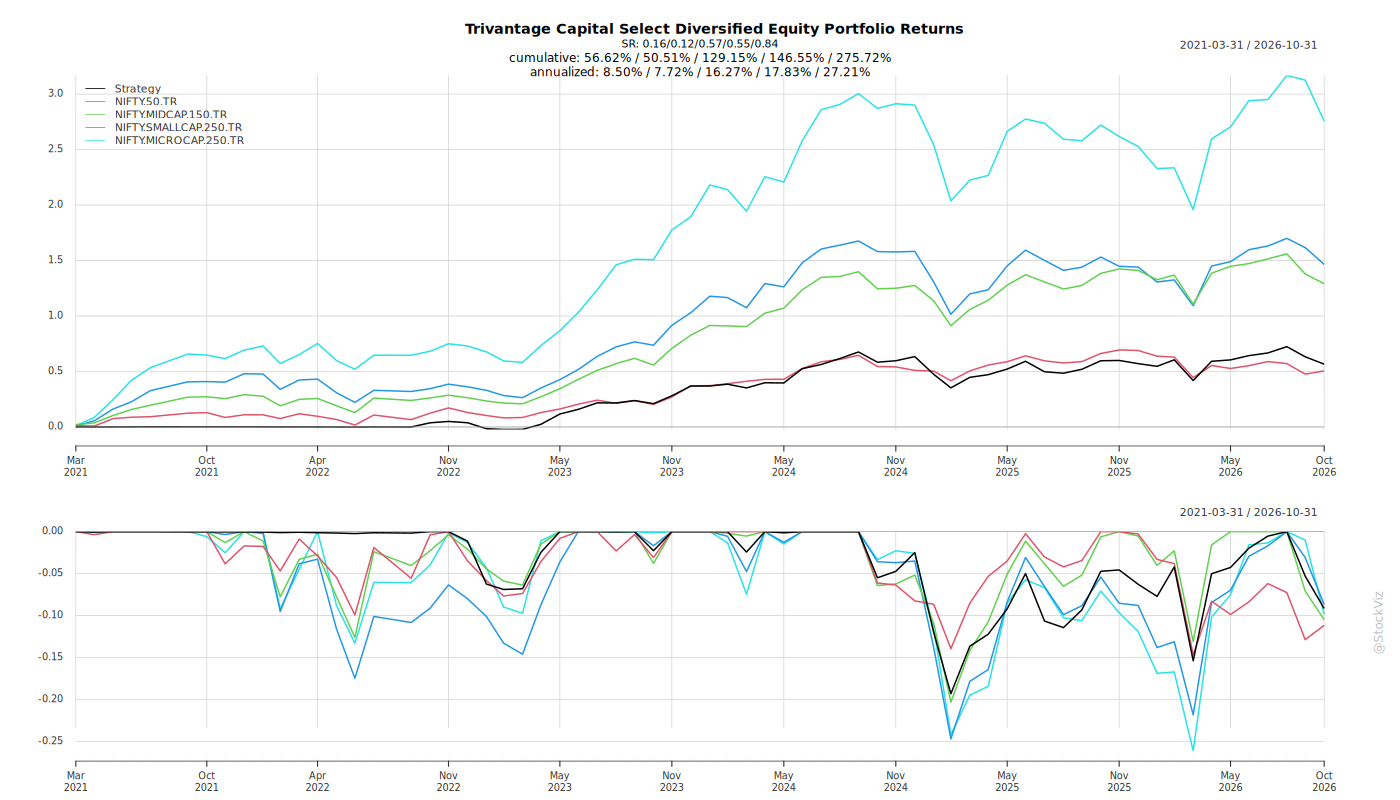 Trivantage Capital Select Diversified Equity Portfolio Returns
SR: 0.16/0.12/0.57/0.55/0.84
cumulative: 56.62% / 50.51% / 129.15% / 146.55% / 275.72%
annualized: 8.50% / 7.72% / 16.27% / 17.83% / 27.21%
2021-03-31 / 2026-10-31
Strategy
NIFTY.50.TR
NIFTY.MIDCAP.150.TR
NIFTY.SMALLCAP.250.TR
NIFTY.MICROCAP.250.TR
3.0
2.5
2.0
1.5
1.0
0.5
0.0
Mar Oct Apr Nov May Nov May Nov May Nov May Oct
2021 2021 2022 2022 2023 2023 2024 2024 2025 2025 2026 2026
2021-03-31 / 2026-10-31
0.00
-0.05
-0.10
-0.15
-0.20
-0.25
Mar Oct Apr Nov May Nov May Nov May Nov May Oct
2021 2021 2022 2022 2023 2023 2024 2024 2025 2025 2026 2026
@StockViz